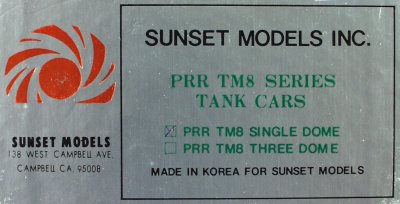 SUNSET MODELS
138 WEST CAMPBELL AVE.
CAMPBELL CA. 95008
SUNSET MODELS INC.
PRR TM8 SERIES
TANK CARS
☒ PRR TM8 SINGLE DOME
☐ PRR TM8 THREE DOME
MADE IN KOREA FOR SUNSET MODELS